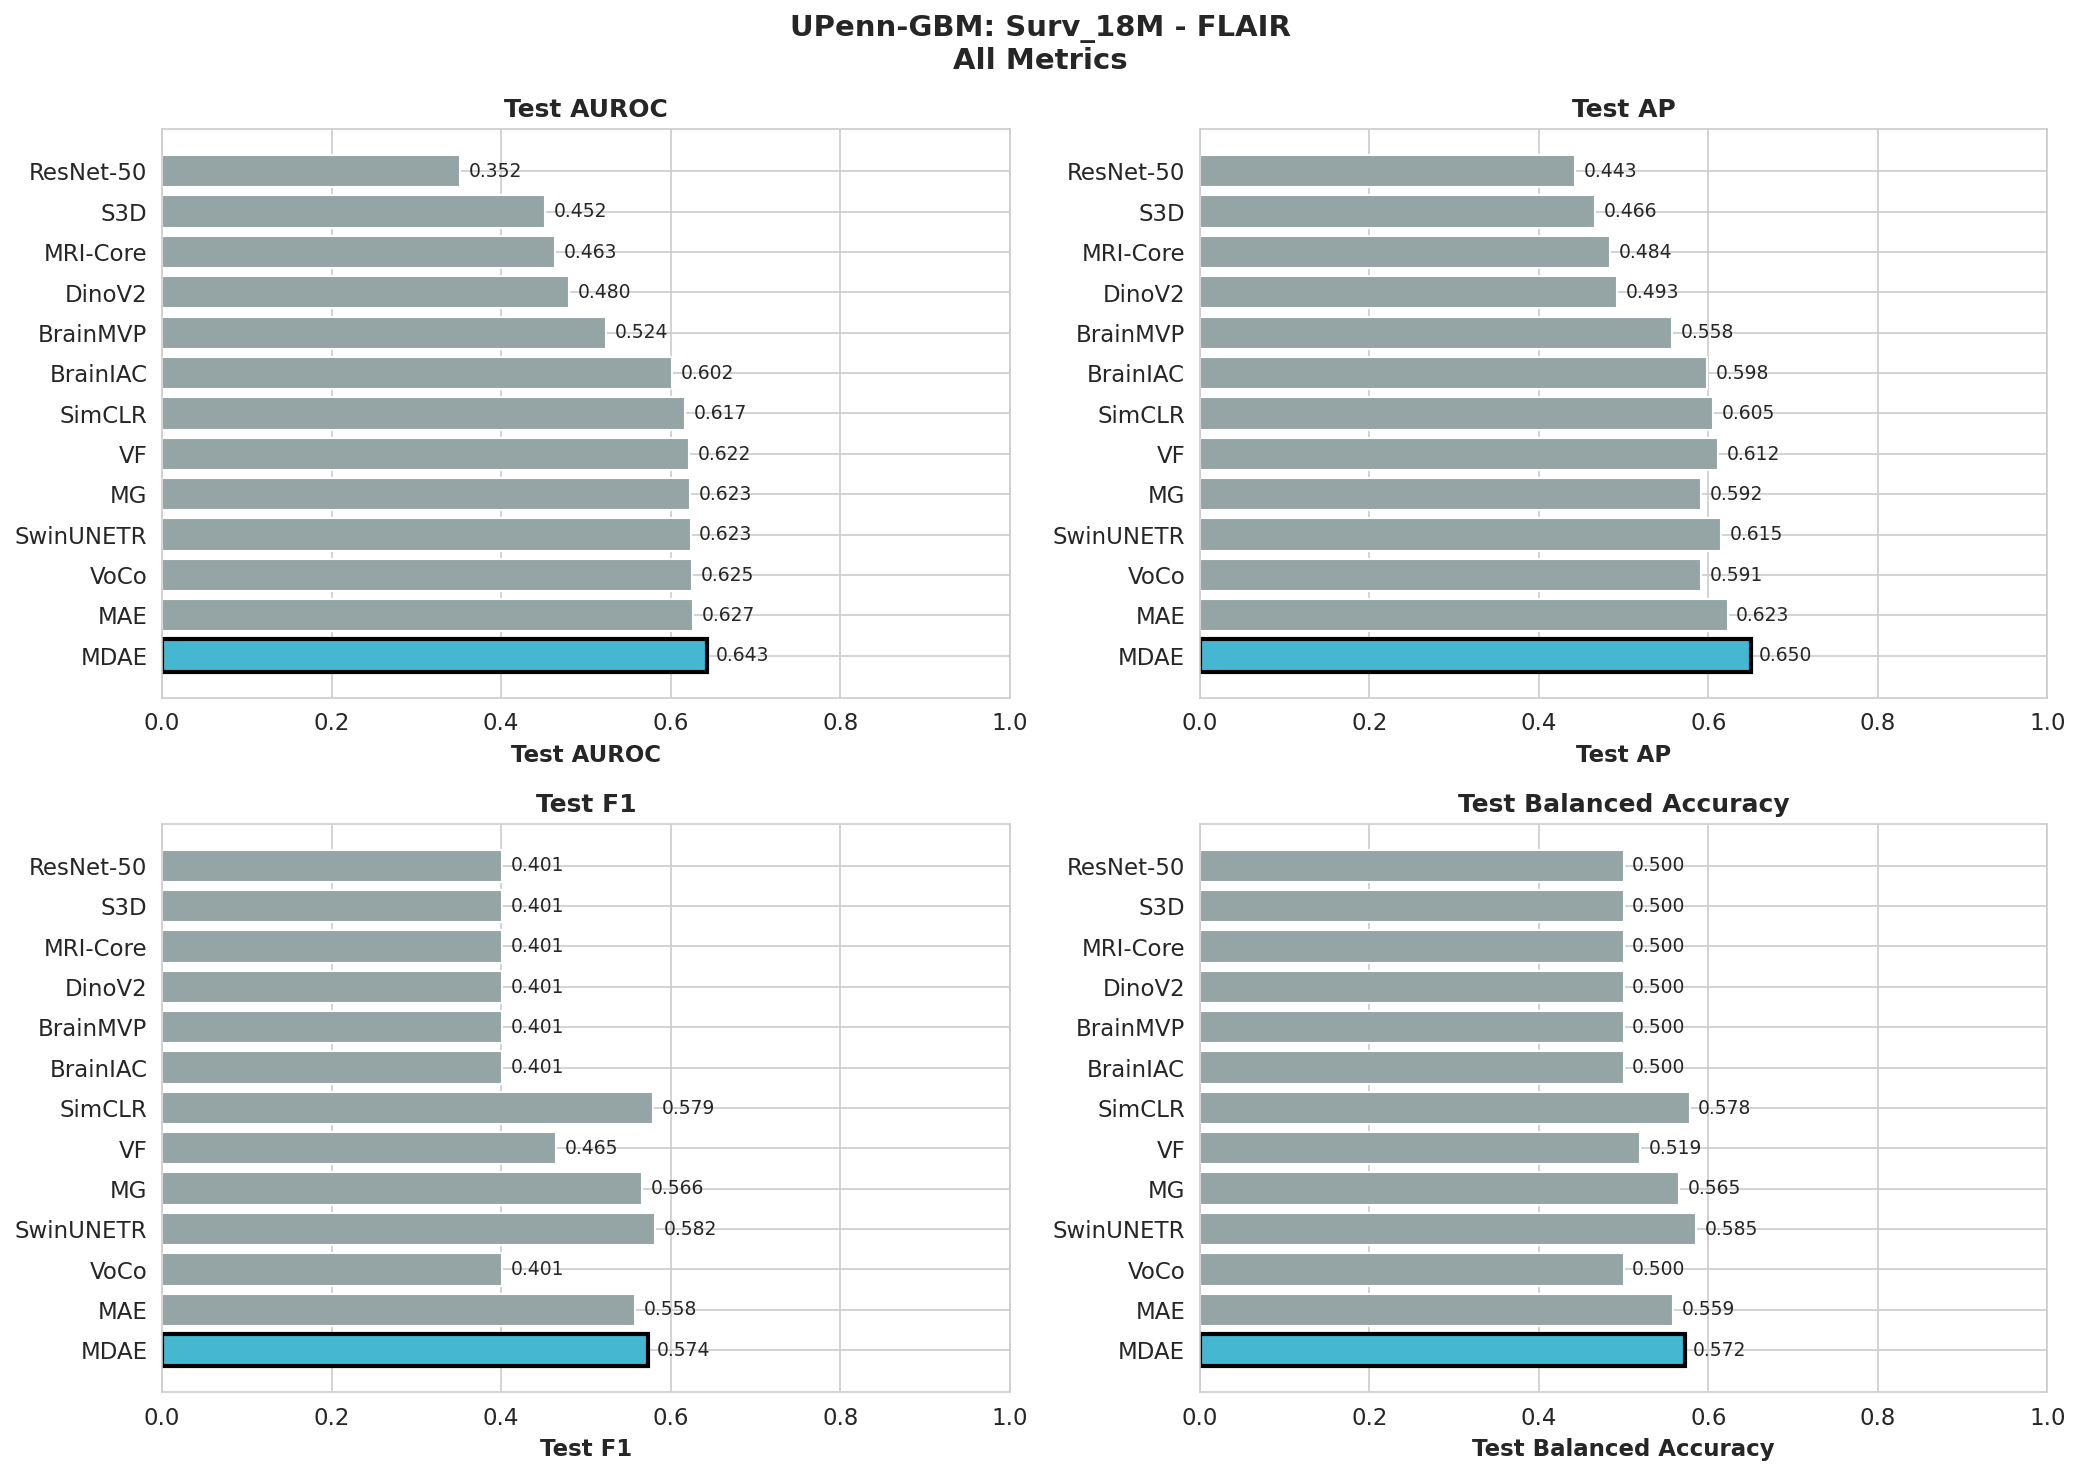 UPenn-GBM: Surv_18M - FLAIR
All Metrics
Test AUROC
ResNet-50 0.352
S3D 0.452
MRI-Core 0.463
DinoV2 0.480
BrainMVP 0.524
BrainIAC 0.602
SimCLR 0.617
VF 0.622
MG 0.623
SwinUNETR 0.623
VoCo 0.625
MAE 0.627
MDAE 0.643
0.0 0.2 0.4 0.6 0.8 1.0
Test AUROC
Test AP
ResNet-50 0.443
S3D 0.466
MRI-Core 0.484
DinoV2 0.493
BrainMVP 0.558
BrainIAC 0.598
SimCLR 0.605
VF 0.612
MG 0.592
SwinUNETR 0.615
VoCo 0.591
MAE 0.623
MDAE 0.650
0.0 0.2 0.4 0.6 0.8 1.0
Test AP
Test F1
ResNet-50 0.401
S3D 0.401
MRI-Core 0.401
DinoV2 0.401
BrainMVP 0.401
BrainIAC 0.401
SimCLR 0.579
VF 0.465
MG 0.566
SwinUNETR 0.582
VoCo 0.401
MAE 0.558
MDAE 0.574
0.0 0.2 0.4 0.6 0.8 1.0
Test F1
Test Balanced Accuracy
ResNet-50 0.500
S3D 0.500
MRI-Core 0.500
DinoV2 0.500
BrainMVP 0.500
BrainIAC 0.500
SimCLR 0.578
VF 0.519
MG 0.565
SwinUNETR 0.585
VoCo 0.500
MAE 0.559
MDAE 0.572
0.0 0.2 0.4 0.6 0.8 1.0
Test Balanced Accuracy